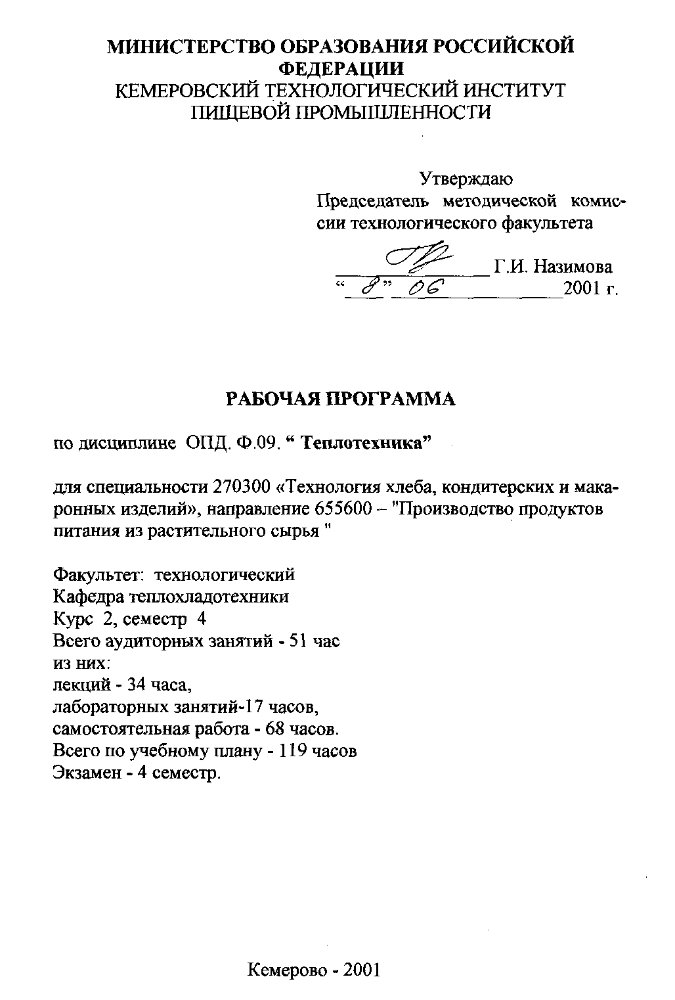 МИНИСТЕРСТВО ОБРАЗОВАНИЯ РОССИЙСКОЙ
ФЕДЕРАЦИИ
КЕМЕРОВСКИЙ ТЕХНОЛОГИЧЕСКИЙ ИНСТИТУТ
ПИЩЕВОЙ ПРОМЫШЛЕННОСТИ
Утверждаю
Председатель методической комис-
сии технологического факультета
Г.И. Назимова
“ 8 ” 06 2001 г.
РАБОЧАЯ ПРОГРАММА
по дисциплине ОПД. Ф.09. “ Теплотехника”
для специальности 270300 «Технология хлеба, кондитерских и мака-
ронных изделий», направление 655600 – "Производство продуктов
питания из растительного сырья "
Факультет: технологический
Кафедра теплохладотехники
Курс 2, семестр 4
Всего аудиторных занятий - 51 час
из них:
лекций - 34 часа,
лабораторных занятий-17 часов,
самостоятельная работа - 68 часов.
Всего по учебному плану - 119 часов
Экзамен - 4 семестр.
Кемерово - 2001